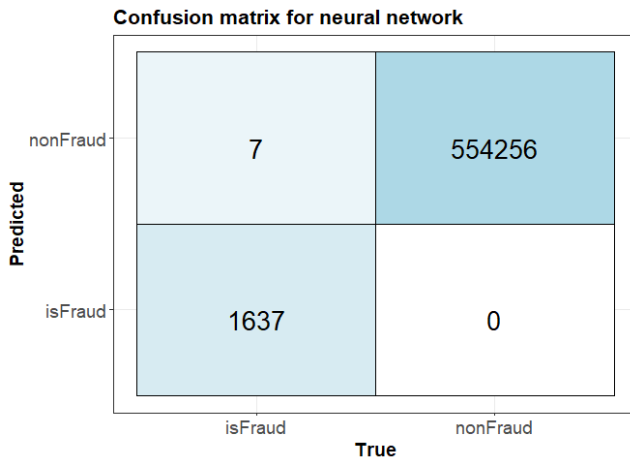 Confusion matrix for neural network
Predicted
nonFraud
7 554256
isFraud
1637 0
isFraud nonFraud
True